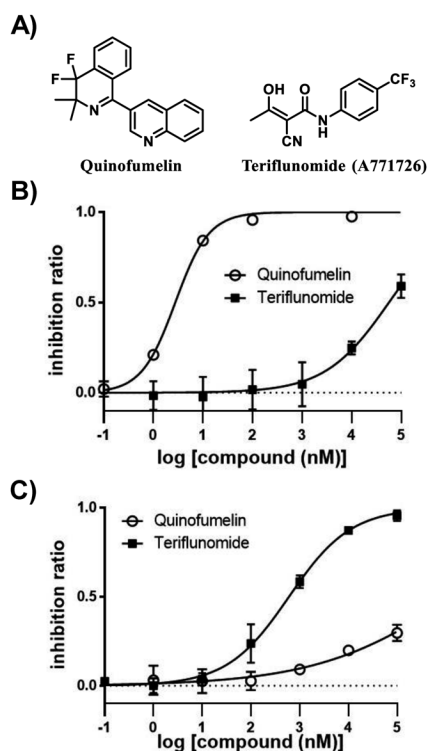 A)
F
F
N
N
Quinofumelin
OH
O
N
H
CN
CF3
Teriflunomide (A771726)
B)
inhibition ratio
1.0
0.5
0.0
Quinofumelin
Teriflunomide
-1 0 1 2 3 4 5
log [compound (nM)]
C)
inhibition ratio
1.0
0.5
0.0
Quinofumelin
Teriflunomide
-1 0 1 2 3 4 5
log [compound (nM)]